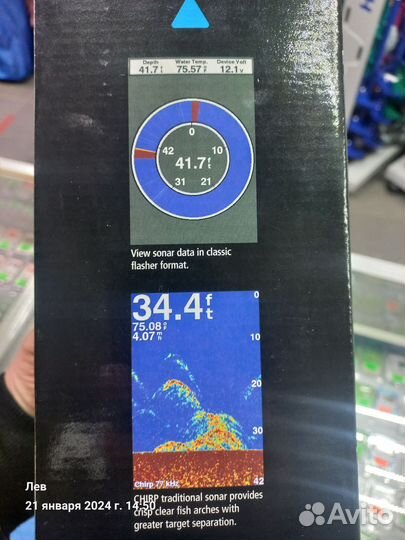 Depth Water Temp. Device Volt
41.7 f 75.57 °F 12.1 v
0
42 10
41.7 ft
31 21
View sonar data in classic
flasher format.
34.4 ft
0
75.08 °F
4.07 mh
10
20
30
Chirp 77 kHz 42
CHIRP traditional sonar provides
crisp clear fish arches with
greater target separation.
Лев
21 января 2024 г. 14:50
Avito